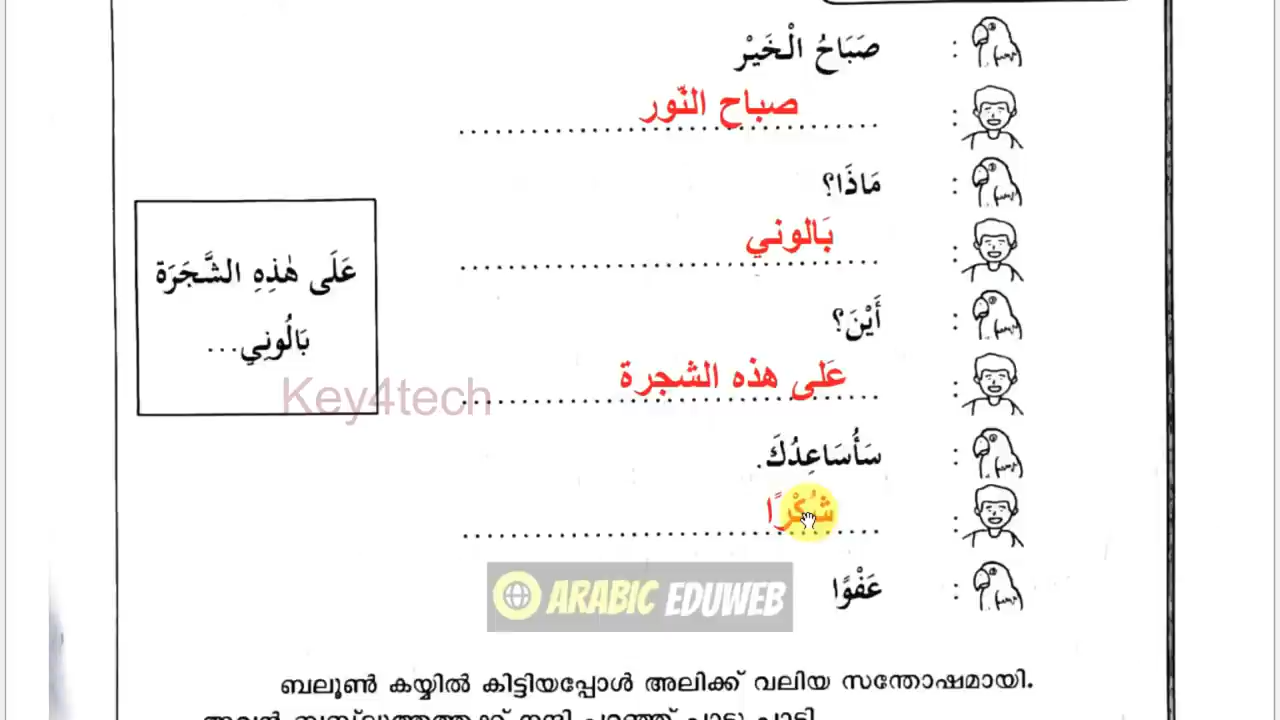 صَبَاحُ الْخَيْر :
صباح النّور :
مَاذَا؟ :
بَالوني :
أَيْنَ؟ :
عَلى هذه الشجرة :
سَأُسَاعِدُكَ. :
شُكْرًا :
عَفْوًا :
عَلَى هٰذِهِ الشَّجَرَة
بَالُونِي...
Key4tech
ARABIC EDUWEB
ബലൂൺ കയ്യിൽ കിട്ടിയപ്പോൾ അലിക്ക് വലിയ സന്തോഷമായി.
പാട്ടു പാടി